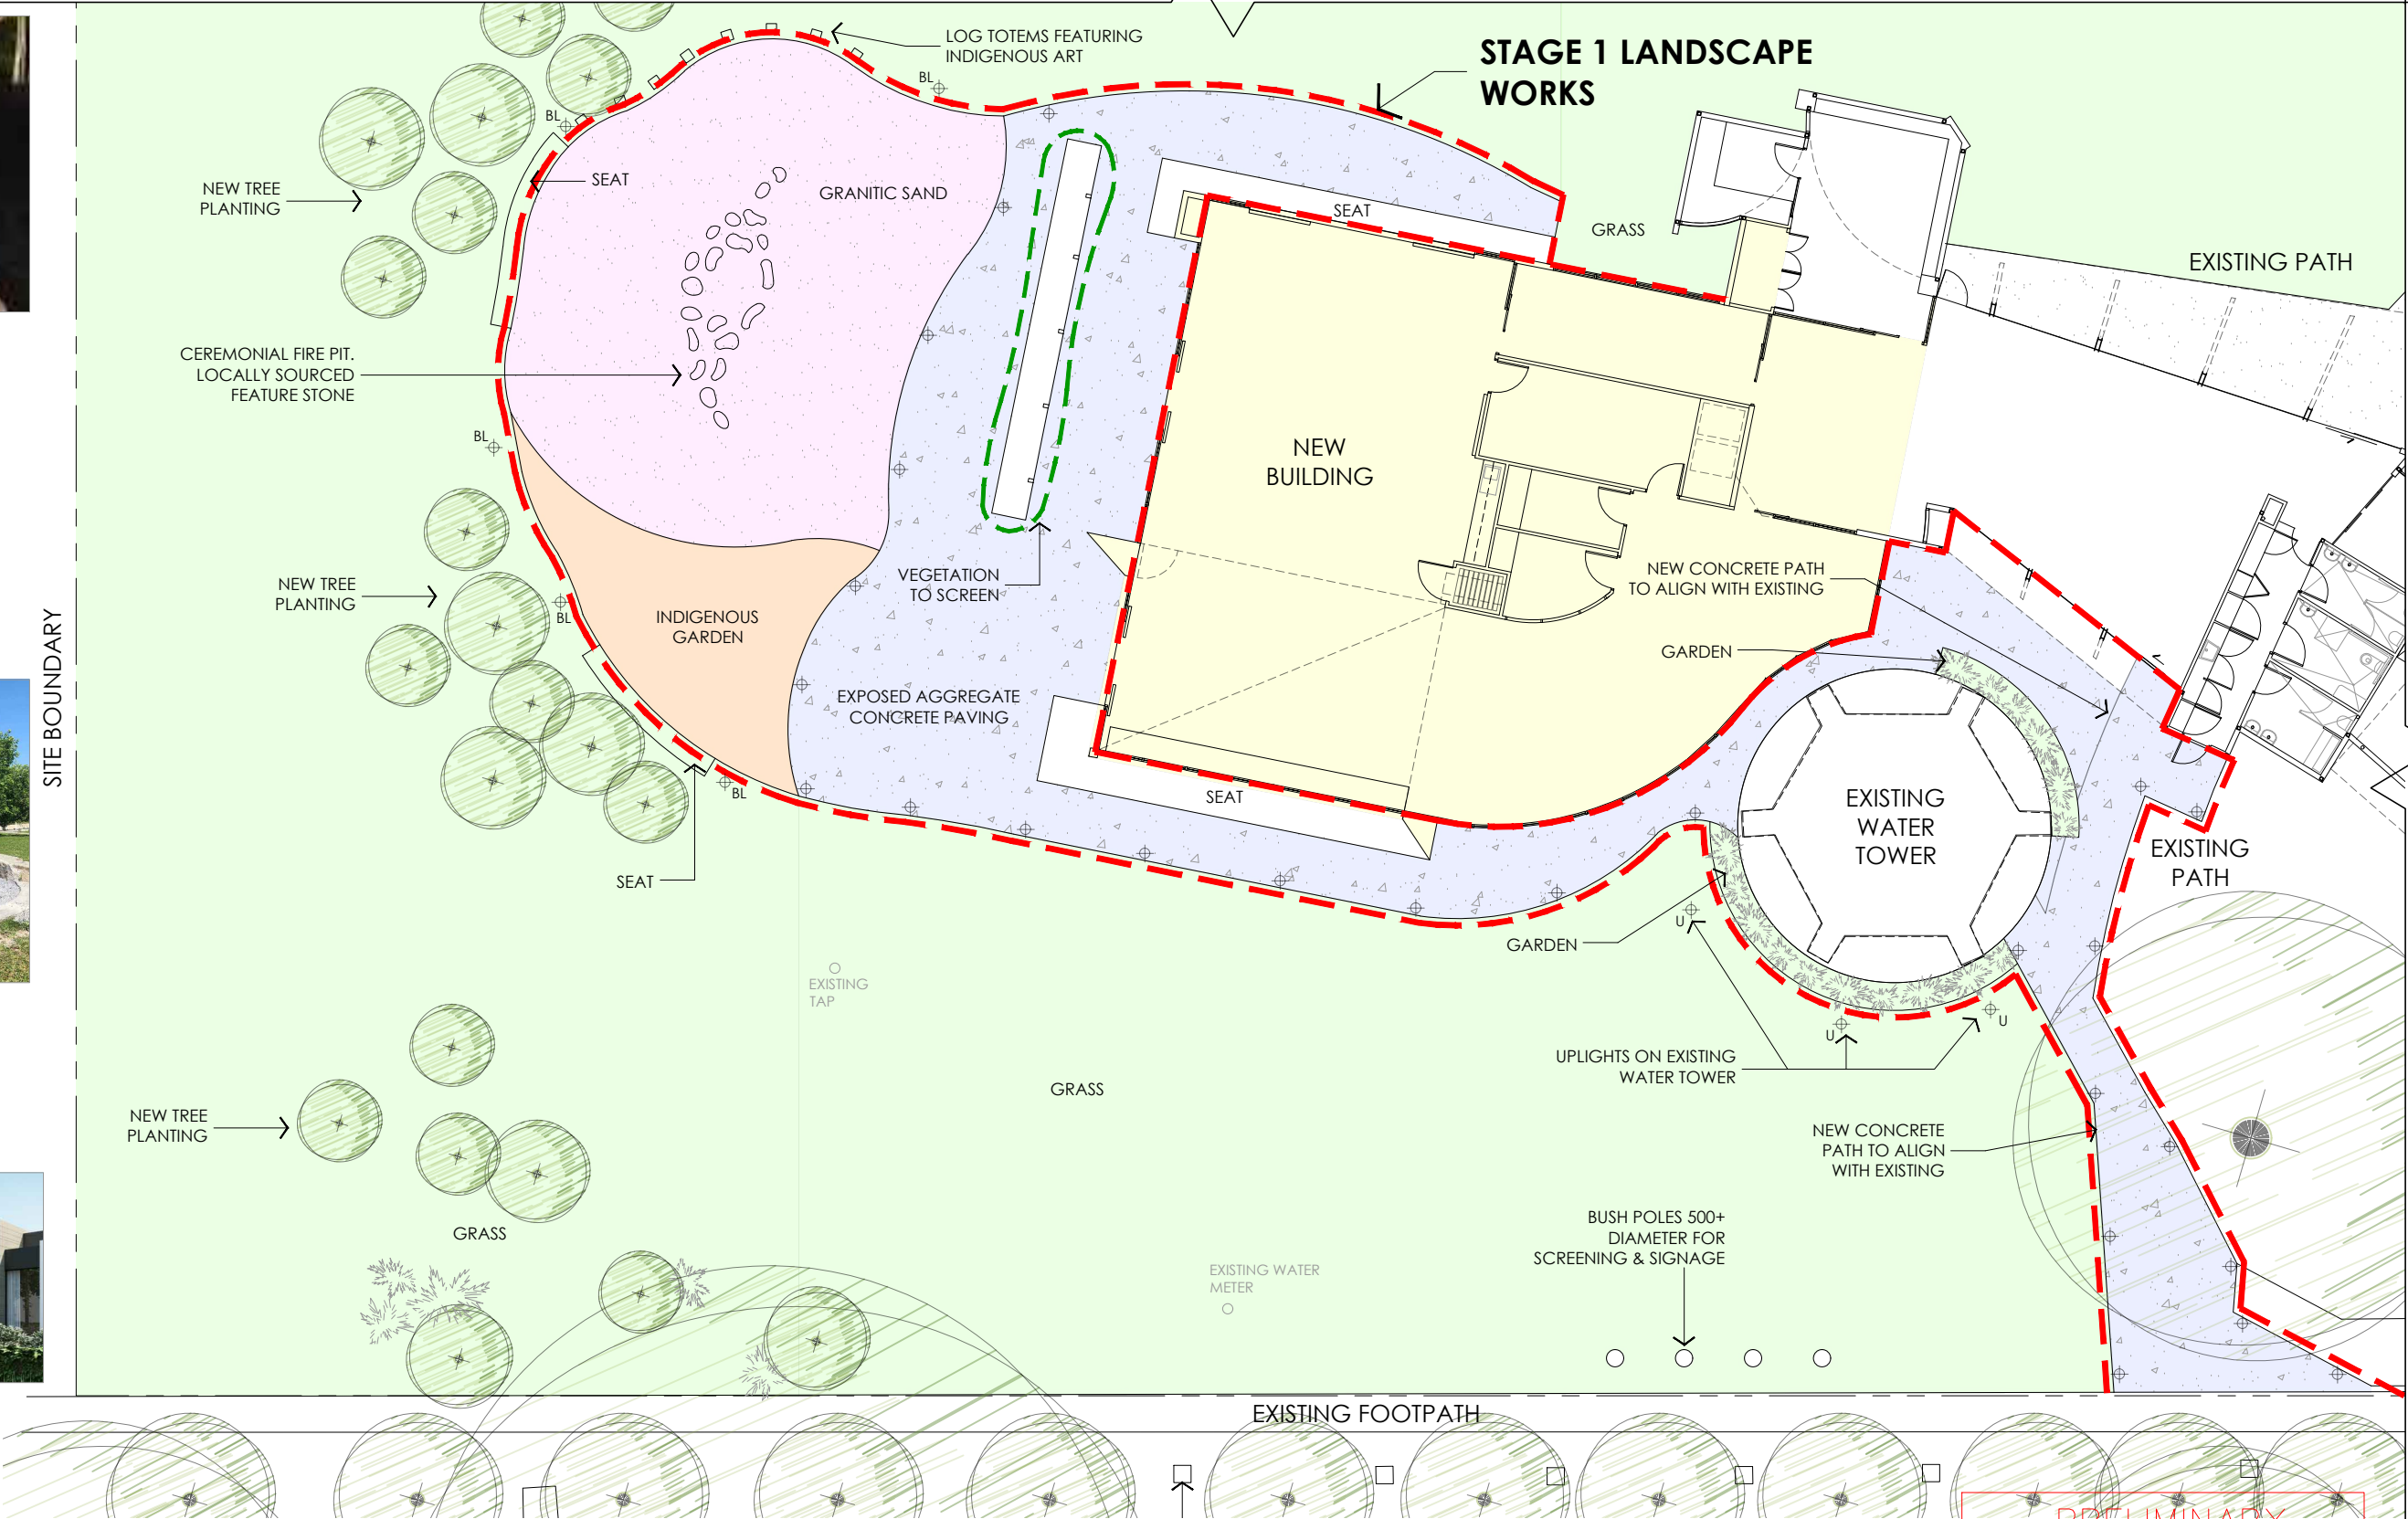 LOG TOTEMS FEATURING
INDIGENOUS ART
STAGE 1 LANDSCAPE
WORKS
BL
BL
NEW TREE
PLANTING
SEAT
GRANITIC SAND
SEAT
GRASS
EXISTING PATH
CEREMONIAL FIRE PIT.
LOCALLY SOURCED
FEATURE STONE
BL
NEW
BUILDING
NEW TREE
PLANTING
VEGETATION
TO SCREEN
NEW CONCRETE PATH
TO ALIGN WITH EXISTING
BL
INDIGENOUS
GARDEN
GARDEN
SITE BOUNDARY
EXPOSED AGGREGATE
CONCRETE PAVING
BL
SEAT
EXISTING
WATER
TOWER
EXISTING
PATH
SEAT
U
GARDEN
EXISTING
TAP
U
U
UPLIGHTS ON EXISTING
WATER TOWER
GRASS
NEW TREE
PLANTING
NEW CONCRETE
PATH TO ALIGN
WITH EXISTING
GRASS
BUSH POLES 500+
DIAMETER FOR
SCREENING & SIGNAGE
EXISTING WATER
METER
EXISTING FOOTPATH
PRELIMINARY